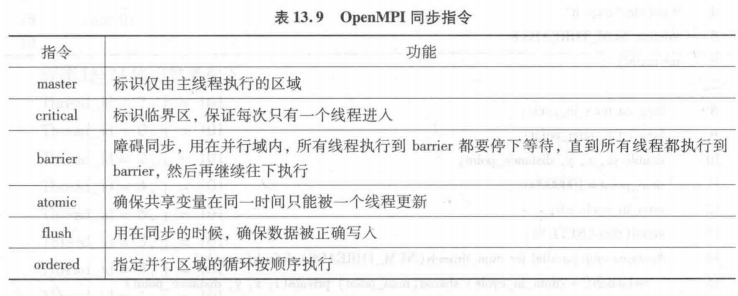 表 13.9 OpenMPI 同步指令
指令 功能
master 标识仅由主线程执行的区域
critical 标识临界区，保证每次只有一个线程进入
barrier 障碍同步，用在并行域内，所有线程执行到 barrier 都要停下等待，直到所有线程都执行到
barrier，然后再继续往下执行
atomic 确保共享变量在同一时间只能被一个线程更新
flush 用在同步的时候，确保数据被正确写入
ordered 指定并行区域的循环按顺序执行